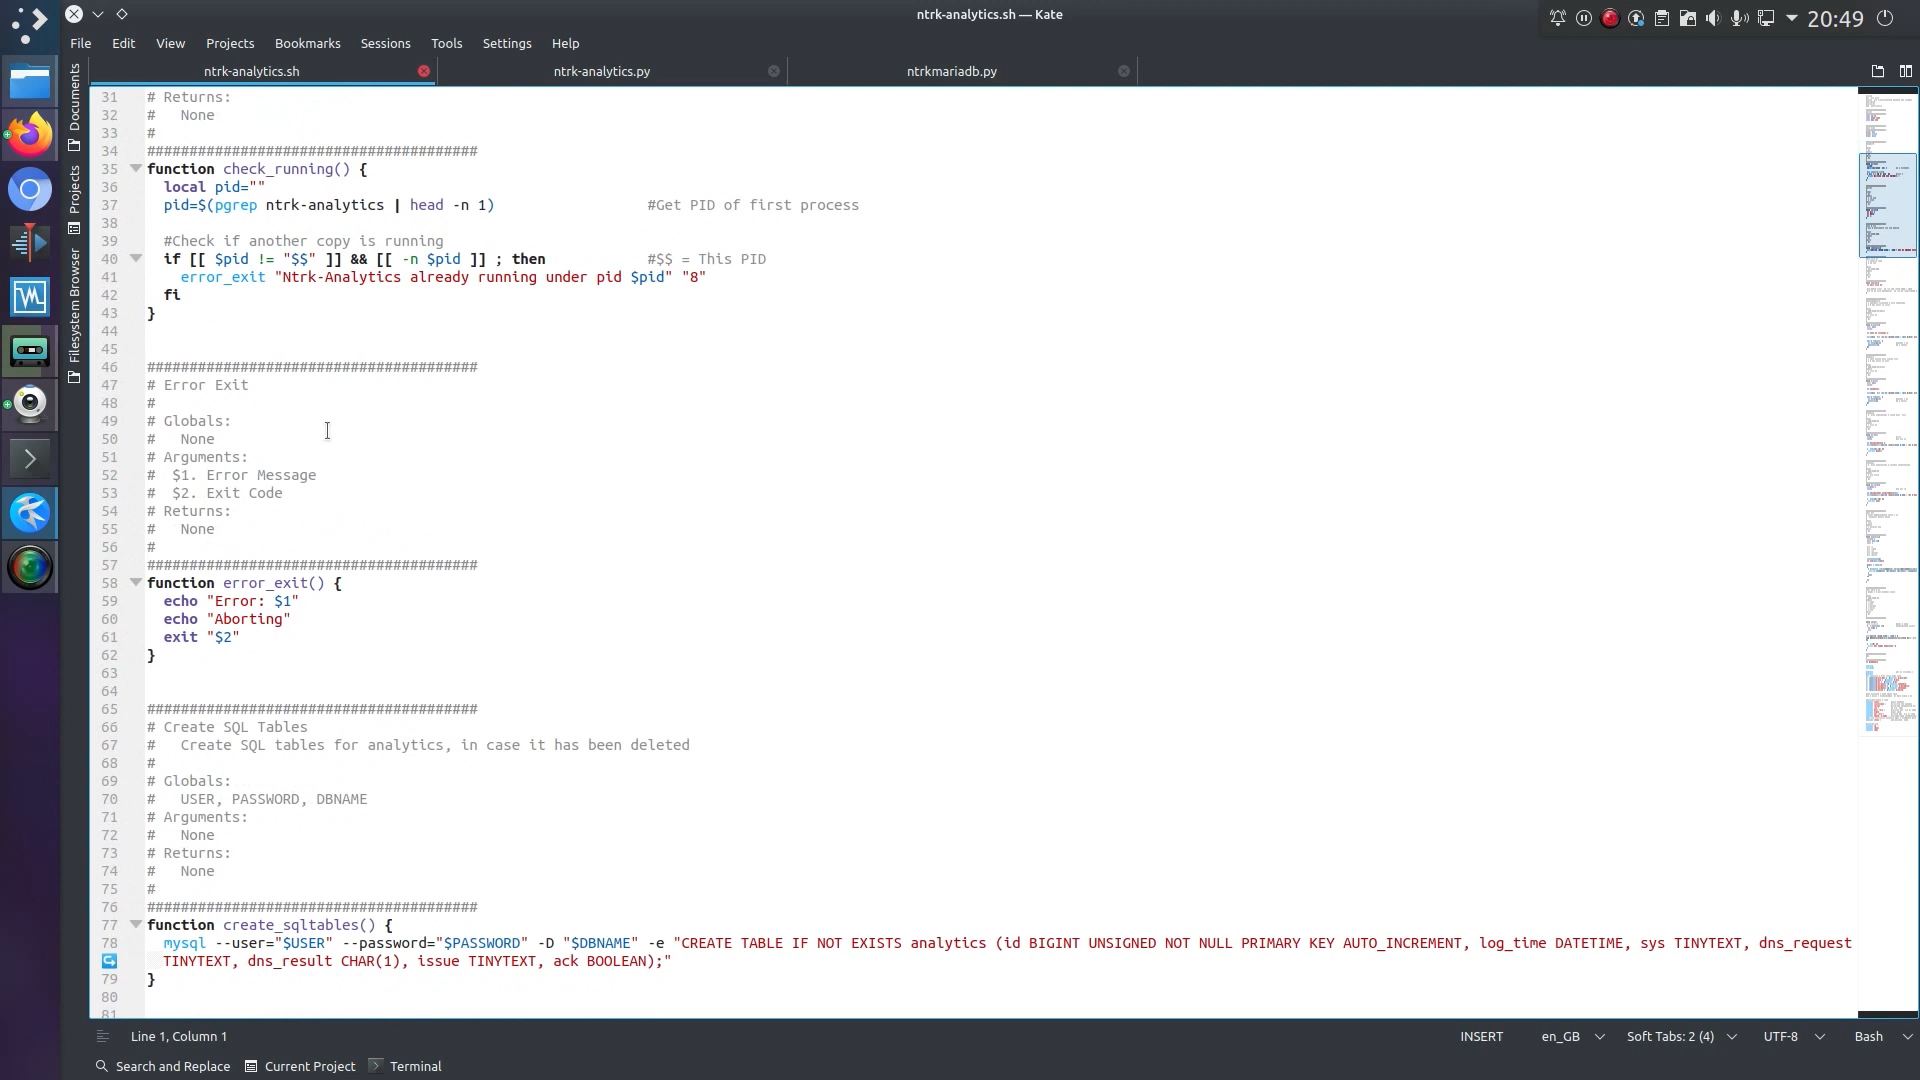 ntrk-analytics.sh — Kate
20:49
File Edit View Projects Bookmarks Sessions Tools Settings Help
ntrk-analytics.sh ntrk-analytics.py ntrkmariadb.py
Documents
Projects
Filesystem Browser
31 # Returns:
32 #   None
33 #
34 #######################################
35 function check_running() {
36   local pid=""
37   pid=$(pgrep ntrk-analytics | head -n 1)                  #Get PID of first process
38
39   #Check if another copy is running
40   if [[ $pid != "$$" ]] && [[ -n $pid ]] ; then            #$$ = This PID
41     error_exit "Ntrk-Analytics already running under pid $pid" "8"
42   fi
43 }
44
45
46 #######################################
47 # Error Exit
48 #
49 # Globals:
50 #   None
51 # Arguments:
52 #  $1. Error Message
53 #  $2. Exit Code
54 # Returns:
55 #   None
56 #
57 #######################################
58 function error_exit() {
59   echo "Error: $1"
60   echo "Aborting"
61   exit "$2"
62 }
63
64
65 #######################################
66 # Create SQL Tables
67 #   Create SQL tables for analytics, in case it has been deleted
68 #
69 # Globals:
70 #   USER, PASSWORD, DBNAME
71 # Arguments:
72 #   None
73 # Returns:
74 #   None
75 #
76 #######################################
77 function create_sqltables() {
78   mysql --user="$USER" --password="$PASSWORD" -D "$DBNAME" -e "CREATE TABLE IF NOT EXISTS analytics (id BIGINT UNSIGNED NOT NULL PRIMARY KEY AUTO_INCREMENT, log_time DATETIME, sys TINYTEXT, dns_request
TINYTEXT, dns_result CHAR(1), issue TINYTEXT, ack BOOLEAN);"
79 }
80
81
Line 1, Column 1 INSERT en_GB Soft Tabs: 2 (4) UTF-8 Bash
Search and Replace Current Project Terminal